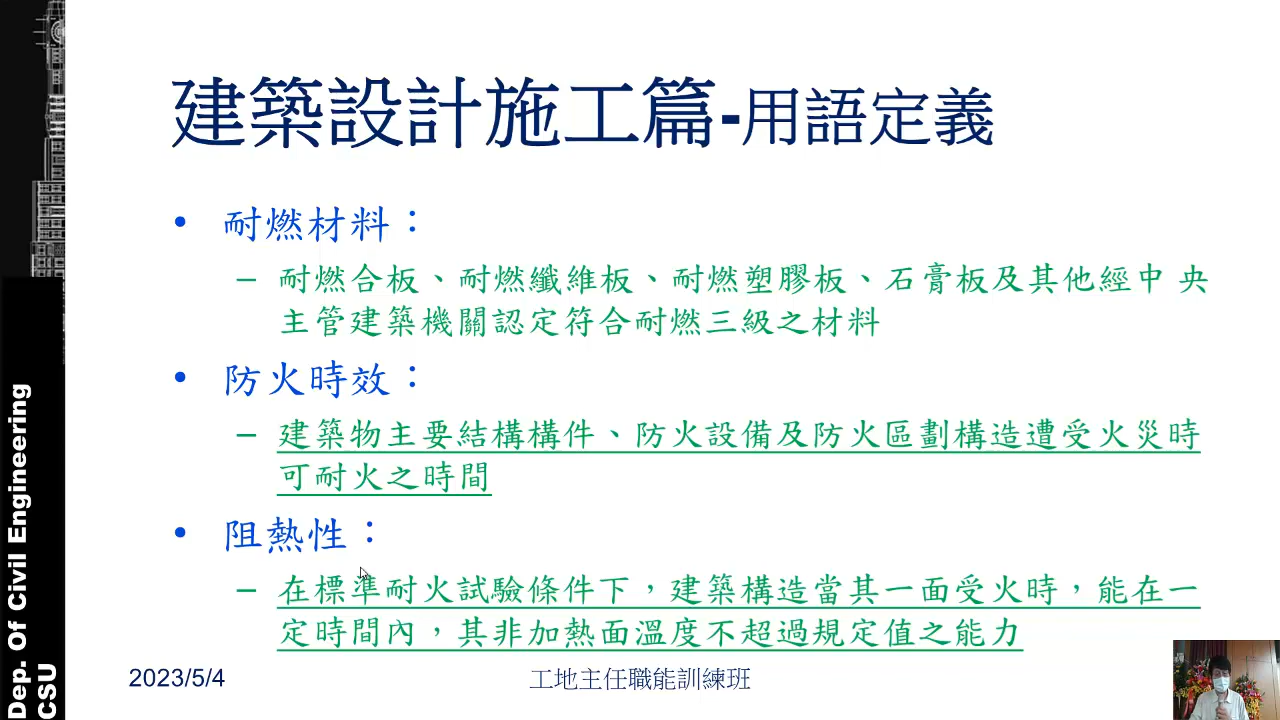 建築設計施工篇-用語定義
• 耐燃材料：
– 耐燃合板、耐燃纖維板、耐燃塑膠板、石膏板及其他經中 央
主管建築機關認定符合耐燃三級之材料
• 防火時效：
– 建築物主要結構構件、防火設備及防火區劃構造遭受火災時
可耐火之時間
• 阻熱性：
– 在標準耐火試驗條件下，建築構造當其一面受火時，能在一
定時間內，其非加熱面溫度不超過規定值之能力
2023/5/4
工地主任職能訓練班
Dep. Of Civil Engineering
CSU